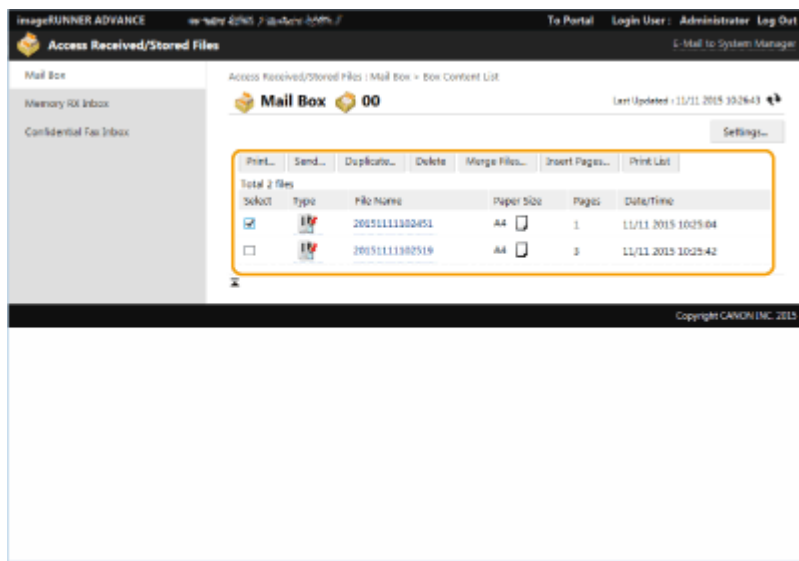 imageRUNNER ADVANCE
To Portal Login User : Administrator Log Out
Access Received/Stored Files
E-Mail to System Manager
Mail Box
Memory RX Inbox
Confidential Fax Inbox
Access Received/Stored Files : Mail Box > Box Content List
Mail Box 00
Last Updated : 11/11 2015 10:26:43
Settings...
Print... Send... Duplicate... Delete Merge Files... Insert Pages... Print List
Total 2 files
Select Type File Name Paper Size Pages Date/Time
20151111102451 A4 1 11/11 2015 10:25:04
20151111102519 A4 3 11/11 2015 10:25:42
Copyright CANON INC. 2015